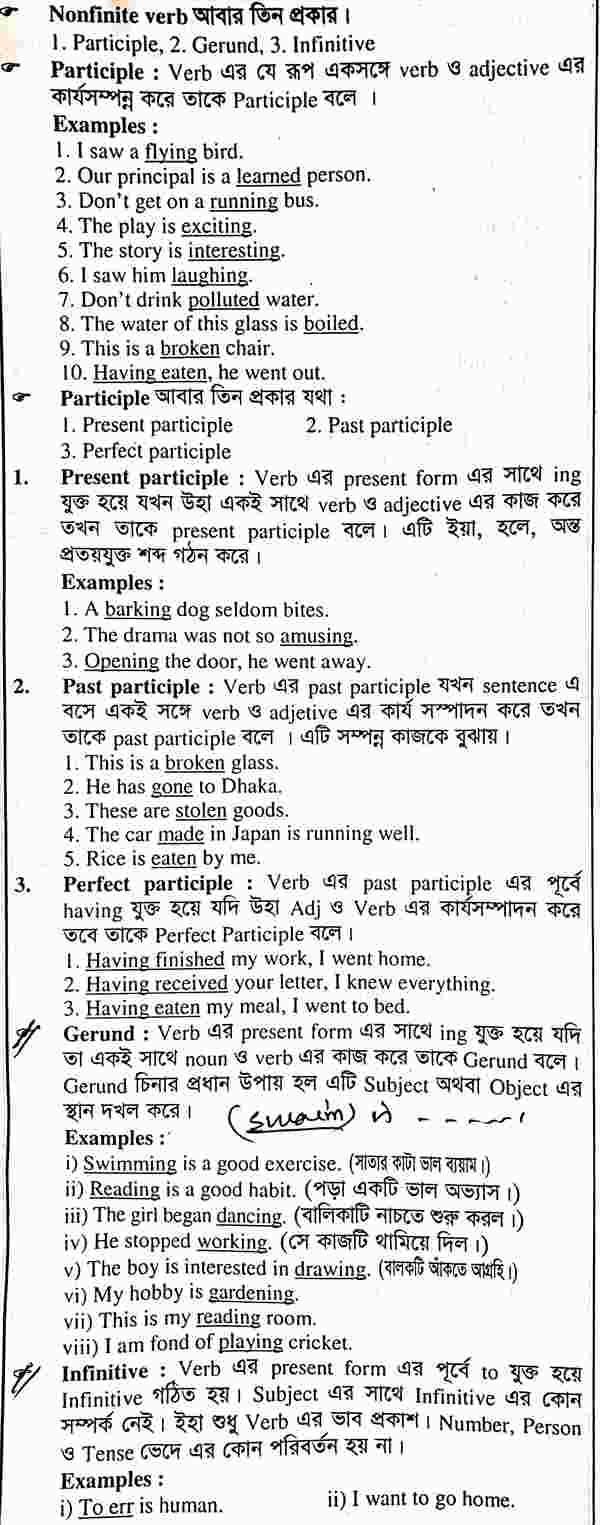 Nonfinite verb আবার তিন প্রকার।
1. Participle, 2. Gerund, 3. Infinitive
Participle : Verb এর যে রূপ একসঙ্গে verb ও adjective এর
কার্যসম্পন্ন করে তাকে Participle বলে ।
Examples :
1. I saw a flying bird.
2. Our principal is a learned person.
3. Don't get on a running bus.
4. The play is exciting.
5. The story is interesting.
6. I saw him laughing.
7. Don't drink polluted water.
8. The water of this glass is boiled.
9. This is a broken chair.
10. Having eaten, he went out.
Participle আবার তিন প্রকার যথা :
1. Present participle 2. Past participle
3. Perfect participle
1. Present participle : Verb এর present form এর সাথে ing
যুক্ত হয়ে যখন উহা একই সাথে verb ও adjective এর কাজ করে
তখন তাকে present participle বলে। এটি ইয়া, হলে, অন্ত
প্রত্যয়যুক্ত শব্দ গঠন করে।
Examples :
1. A barking dog seldom bites.
2. The drama was not so amusing.
3. Opening the door, he went away.
2. Past participle : Verb এর past participle যখন sentence এ
বসে একই সঙ্গে verb ও adjetive এর কার্য সম্পাদন করে তখন
তাকে past participle বলে । এটি সম্পন্ন কাজকে বুঝায়।
1. This is a broken glass.
2. He has gone to Dhaka.
3. These are stolen goods.
4. The car made in Japan is running well.
5. Rice is eaten by me.
3. Perfect participle : Verb এর past participle এর পূর্বে
having যুক্ত হয়ে যদি উহা Adj ও Verb এর কার্যসম্পাদন করে
তবে তাকে Perfect Participle বলে।
1. Having finished my work, I went home.
2. Having received your letter, I knew everything.
3. Having eaten my meal, I went to bed.
Gerund : Verb এর present form এর সাথে ing যুক্ত হয়ে যদি
তা একই সাথে noun ও verb এর কাজ করে তাকে Gerund বলে।
Gerund চিনার প্রধান উপায় হল এটি Subject অথবা Object এর
স্থান দখল করে।
Examples :
i) Swimming is a good exercise. (সাতার কাটা ভাল ব্যয়াম।)
ii) Reading is a good habit. (পড়া একটি ভাল অভ্যাস।)
iii) The girl began dancing. (বালিকাটি নাচতে শুরু করল।)
iv) He stopped working. (সে কাজটি থামিয়ে দিল।)
v) The boy is interested in drawing. (বালকটি আঁকতে আগ্রহি।)
vi) My hobby is gardening.
vii) This is my reading room.
viii) I am fond of playing cricket.
Infinitive : Verb এর present form এর পূর্বে to যুক্ত হয়ে
Infinitive গঠিত হয়। Subject এর সাথে Infinitive এর কোন
সম্পর্ক নেই। ইহা শুধু Verb এর ভাব প্রকাশ। Number, Person
ও Tense ভেদে এর কোন পরিবর্তন হয় না।
Examples :
i) To err is human. ii) I want to go home.